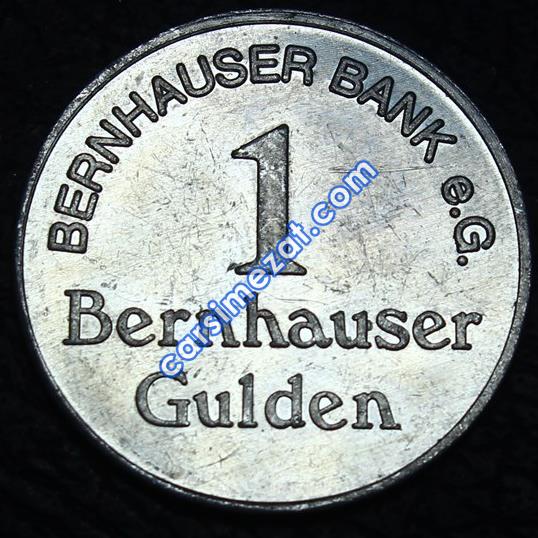 BERNHAUSER BANK e.G.
1
Bernhauser
Gulden
carsimezat.com